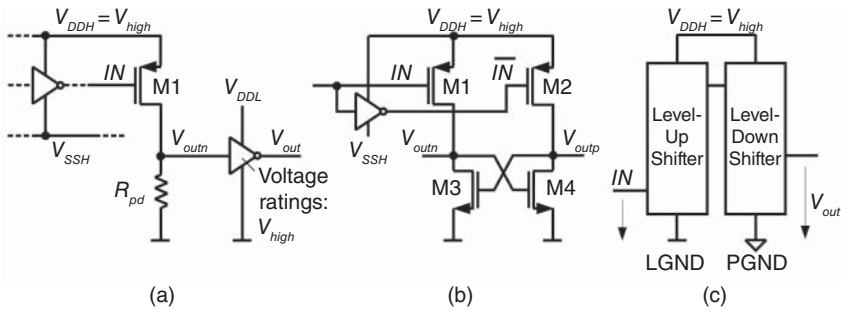 V_DDH = V_high
IN
M1
V_DDL
V_SSH
V_outn
V_out
R_pd
Voltage
ratings:
V_high
(a)
V_DDH = V_high
IN
M1
I̅N̅
M2
V_SSH
V_outn
V_outp
M3
M4
(b)
V_DDH = V_high
Level-
Up
Shifter
Level-
Down
Shifter
IN
V_out
LGND
PGND
(c)